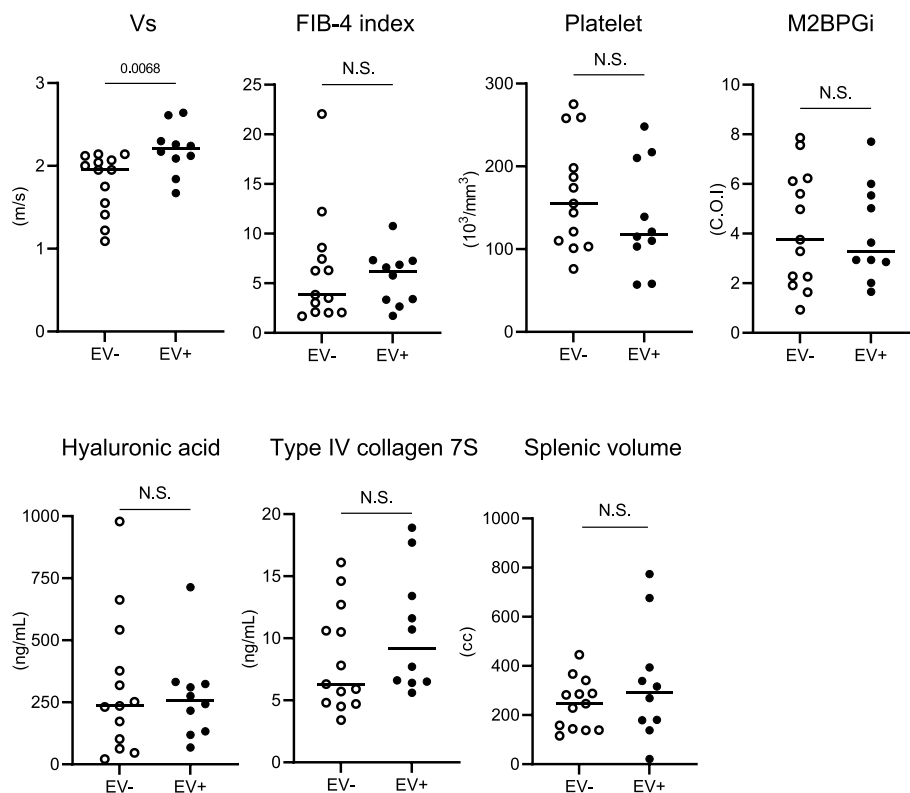 Vs
0.0068
3
2
1
0
(m/s)
EV-
EV+
FIB-4 index
N.S.
25
20
15
10
5
0
EV-
EV+
Platelet
N.S.
300
200
100
0
(10³/mm³)
EV-
EV+
M2BPGi
N.S.
10
8
6
4
2
0
(C.O.I)
EV-
EV+
Hyaluronic acid
N.S.
1000
750
500
250
0
(ng/mL)
EV-
EV+
Type IV collagen 7S
N.S.
20
15
10
5
0
(ng/mL)
EV-
EV+
Splenic volume
N.S.
1000
800
600
400
200
0
(cc)
EV-
EV+